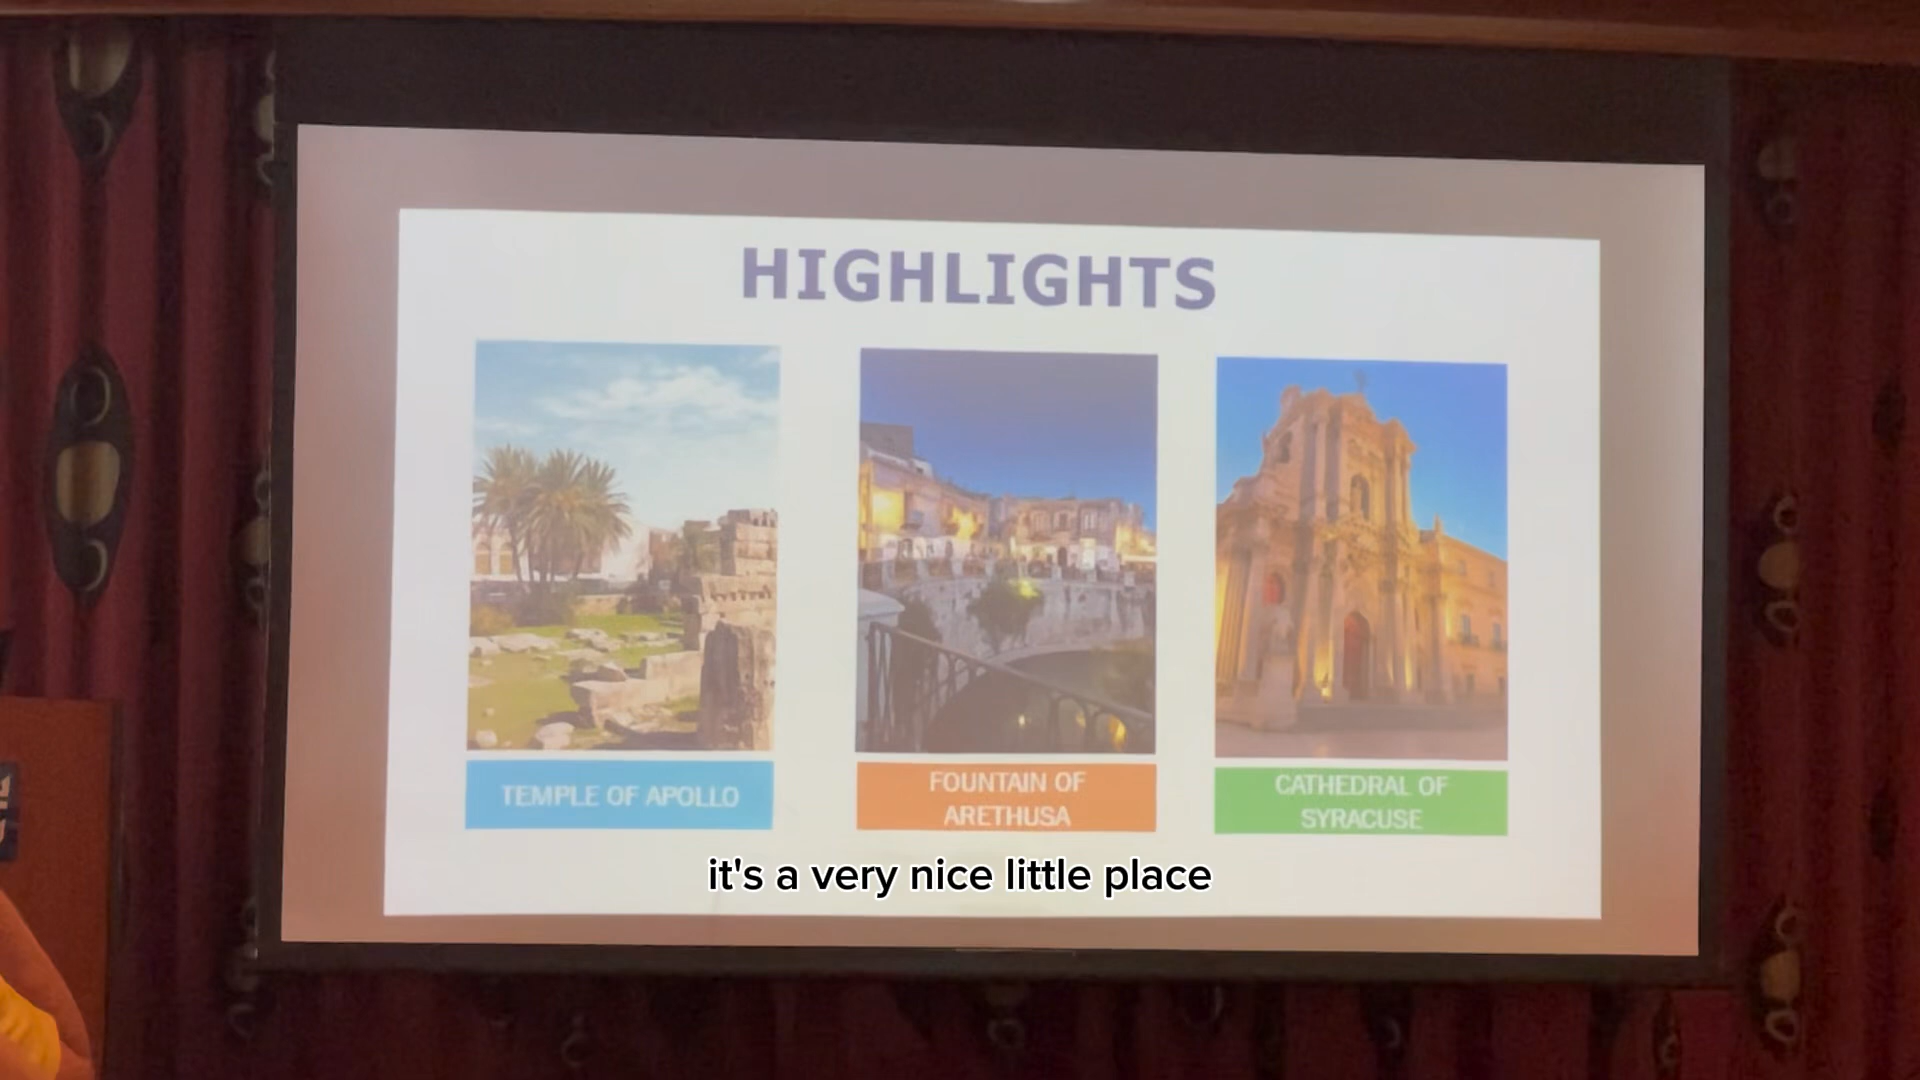 HIGHLIGHTS
TEMPLE OF APOLLO
FOUNTAIN OF
ARETHUSA
CATHEDRAL OF
SYRACUSE
it's a very nice little place